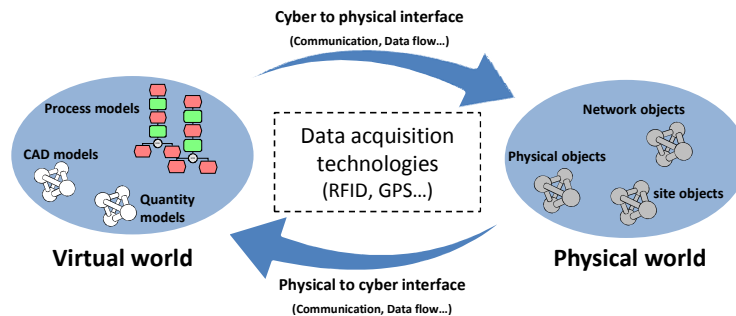 Cyber to physical interface
(Communication, Data flow...)
Process models
CAD models
Quantity
models
Virtual world
Data acquisition
technologies
(RFID, GPS...)
Network objects
Physical objects
site objects
Physical world
Physical to cyber interface
(Communication, Data flow...)